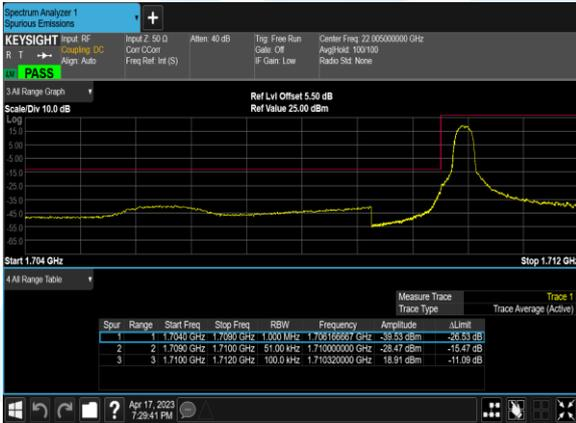 Spectrum Analyzer 1
Spurious Emissions
KEYSIGHT Input: RF Input Z: 50 Ω Atten: 40 dB Trig: Free Run Center Freq: 22.005000000 GHz
R T Coupling: DC Corr CCorr Gate: Off Avg|Hold: 100/100
Align: Auto Freq Ref: Int (S) IF Gain: Low Radio Std: None
LNI PASS
3 All Range Graph
Ref Lvl Offset 5.50 dB
Scale/Div 10.0 dB Ref Value 25.00 dBm
Log
15.0
5.00
-5.00
-15.0
-25.0
-35.0
-45.0
-55.0
-65.0
Start 1.704 GHz Stop 1.712 GHz
4 All Range Table
Measure Trace Trace 1
Trace Type Trace Average (Active)
Spur Range Start Freq Stop Freq RBW Frequency Amplitude ΔLimit
1 1 1.7040 GHz 1.7090 GHz 1.000 MHz 1.706166667 GHz -39.53 dBm -26.53 dB
2 2 1.7090 GHz 1.7100 GHz 51.00 kHz 1.710000000 GHz -28.47 dBm -15.47 dB
3 3 1.7100 GHz 1.7120 GHz 100.0 kHz 1.710320000 GHz 18.91 dBm -11.09 dB
?
Apr 17, 2023
7:29:41 PM